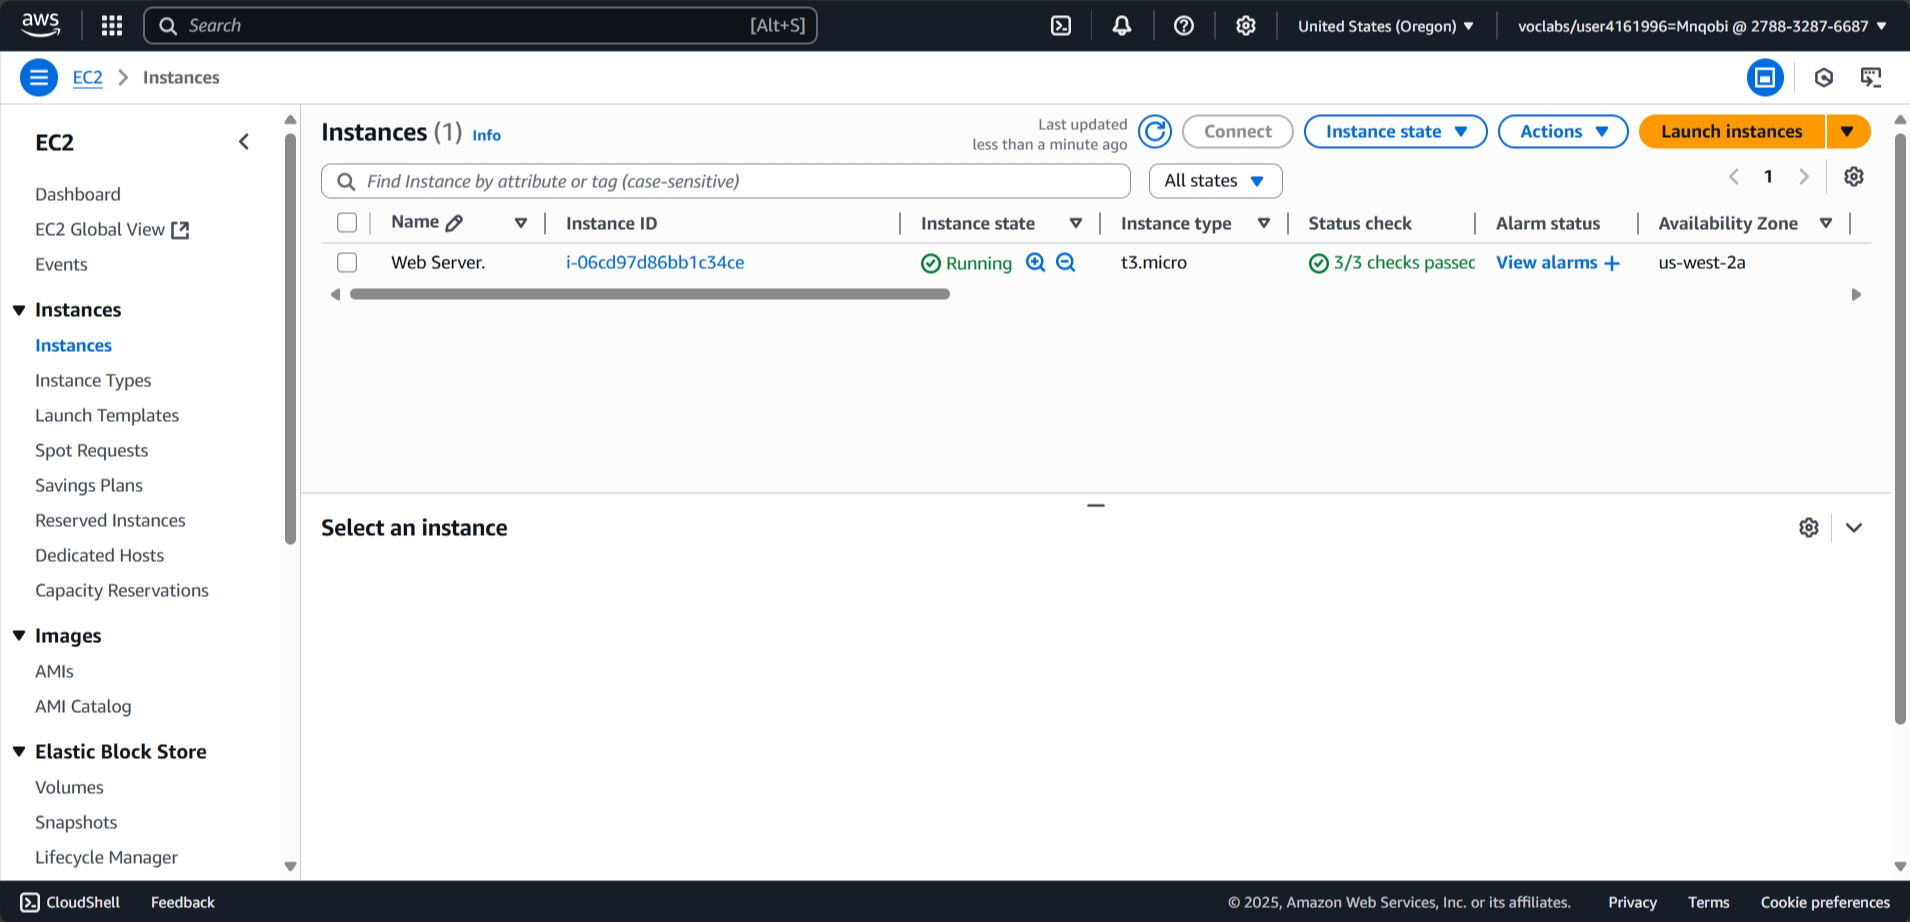 aws
Search [Alt+S]
United States (Oregon)
voclabs/user4161996=Mnqobi @ 2788-3287-6687
EC2 > Instances
EC2
Dashboard
EC2 Global View
Events
Instances
Instances
Instance Types
Launch Templates
Spot Requests
Savings Plans
Reserved Instances
Dedicated Hosts
Capacity Reservations
Images
AMIs
AMI Catalog
Elastic Block Store
Volumes
Snapshots
Lifecycle Manager
Instances (1) Info
Last updated
less than a minute ago
Connect
Instance state
Actions
Launch instances
Find Instance by attribute or tag (case-sensitive)
All states
1
Name Instance ID Instance state Instance type Status check Alarm status Availability Zone
Web Server. i-06cd97d86bb1c34ce Running t3.micro 3/3 checks passed View alarms + us-west-2a
Select an instance
CloudShell Feedback © 2025, Amazon Web Services, Inc. or its affiliates. Privacy Terms Cookie preferences